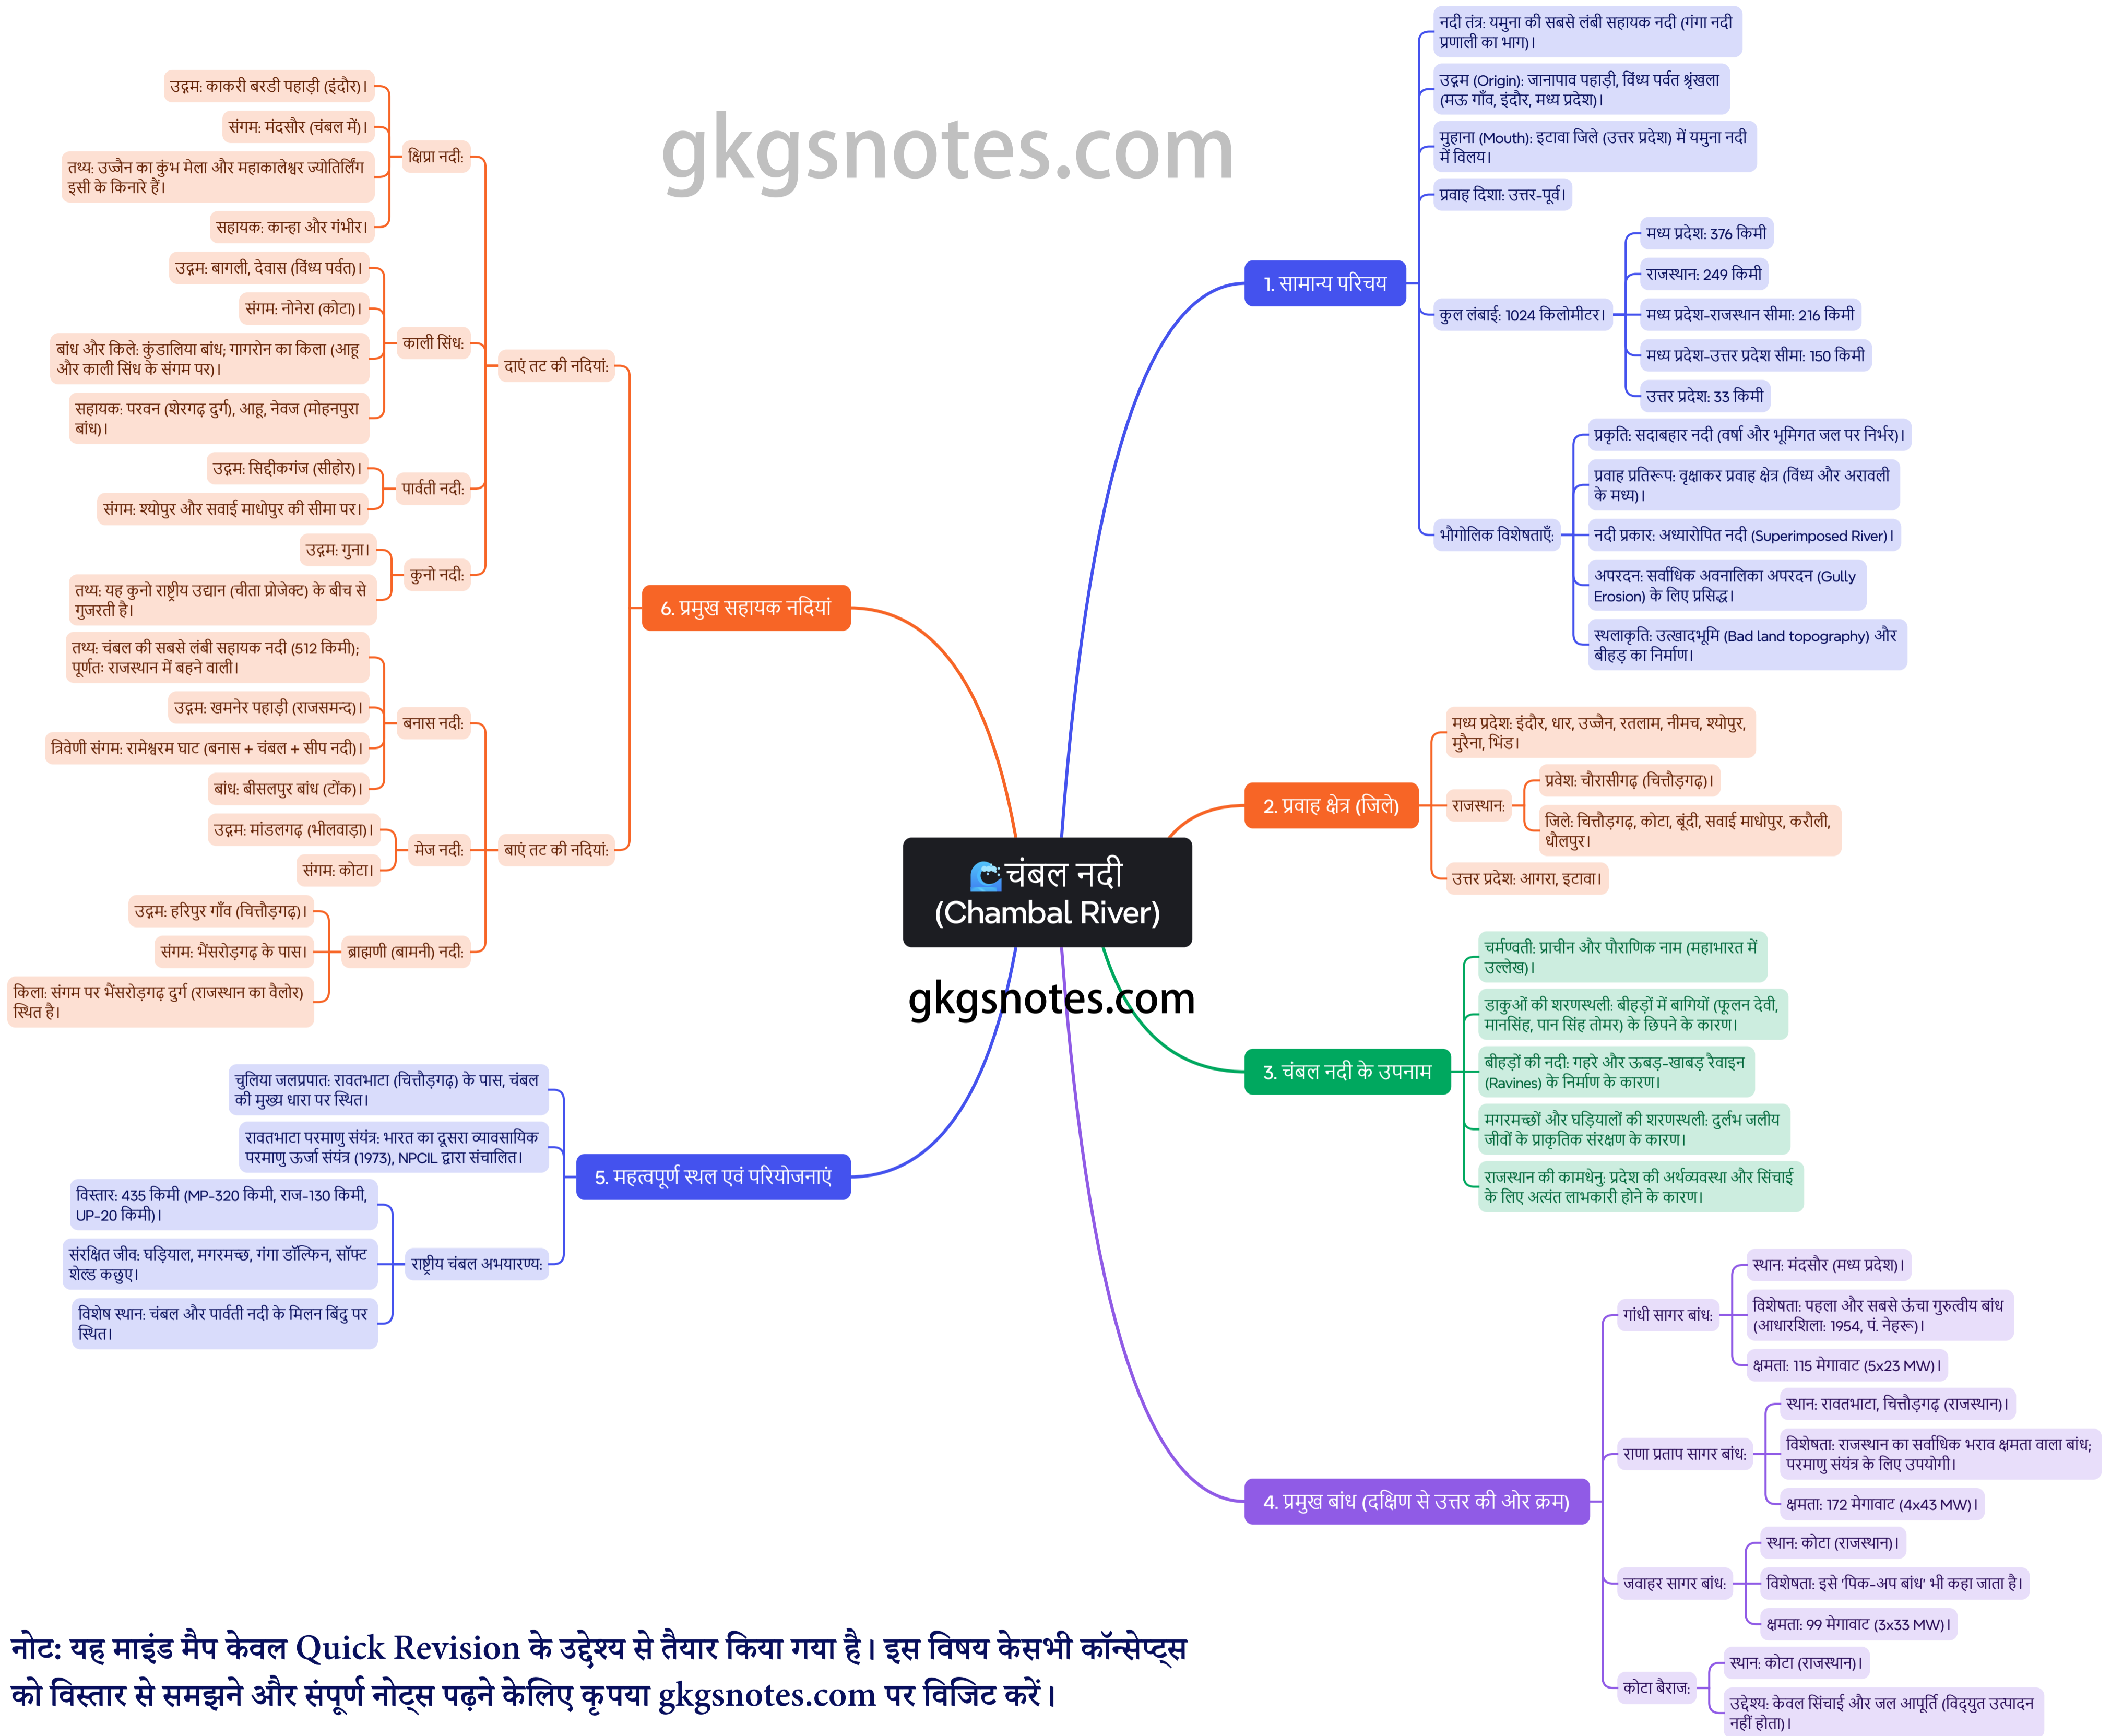 gkgsnotes.com
🌊चंबल नदी
(Chambal River)
gkgsnotes.com
1. सामान्य परिचय
नदी तंत्र: यमुना की सबसे लंबी सहायक नदी (गंगा नदी
प्रणाली का भाग)।
उद्गम (Origin): जानापाव पहाड़ी, विंध्य पर्वत श्रृंखला
(मऊ गाँव, इंदौर, मध्य प्रदेश)।
मुहाना (Mouth): इटावा जिले (उत्तर प्रदेश) में यमुना नदी
में विलय।
प्रवाह दिशा: उत्तर-पूर्व।
कुल लंबाई: 1024 किलोमीटर।
मध्य प्रदेश: 376 किमी
राजस्थान: 249 किमी
मध्य प्रदेश-राजस्थान सीमा: 216 किमी
मध्य प्रदेश-उत्तर प्रदेश सीमा: 150 किमी
उत्तर प्रदेश: 33 किमी
भौगोलिक विशेषताएँ:
प्रकृति: सदाबहार नदी (वर्षा और भूमिगत जल पर निर्भर)।
प्रवाह प्रतिरूप: वृक्षाकर प्रवाह क्षेत्र (विंध्य और अरावली
के मध्य)।
नदी प्रकार: अध्यारोपित नदी (Superimposed River)।
अपरदन: सर्वाधिक अवनालिका अपरदन (Gully
Erosion) के लिए प्रसिद्ध।
स्थलाकृति: उत्खादभूमि (Bad land topography) और
बीहड़ का निर्माण।
2. प्रवाह क्षेत्र (जिले)
मध्य प्रदेश: इंदौर, धार, उज्जैन, रतलाम, नीमच, श्योपुर,
मुरैना, भिंड।
राजस्थान:
प्रवेश: चौरासीगढ़ (चित्तौड़गढ़)।
जिले: चित्तौड़गढ़, कोटा, बूंदी, सवाई माधोपुर, करौली,
धौलपुर।
उत्तर प्रदेश: आगरा, इटावा।
3. चंबल नदी के उपनाम
चर्मण्वती: प्राचीन और पौराणिक नाम (महाभारत में
उल्लेख)।
डाकुओं की शरणस्थली: बीहड़ों में बागियों (फूलन देवी,
मानसिंह, पान सिंह तोमर) के छिपने के कारण।
बीहड़ों की नदी: गहरे और ऊबड़-खाबड़ रैवाइन
(Ravines) के निर्माण के कारण।
मगरमच्छों और घड़ियालों की शरणस्थली: दुर्लभ जलीय
जीवों के प्राकृतिक संरक्षण के कारण।
राजस्थान की कामधेनु: प्रदेश की अर्थव्यवस्था और सिंचाई
के लिए अत्यंत लाभकारी होने के कारण।
4. प्रमुख बांध (दक्षिण से उत्तर की ओर क्रम)
गांधी सागर बांध:
स्थान: मंदसौर (मध्य प्रदेश)।
विशेषता: पहला और सबसे ऊंचा गुरुत्वीय बांध
(आधारशिला: 1954, पं. नेहरू)।
क्षमता: 115 मेगावाट (5x23 MW)।
राणा प्रताप सागर बांध:
स्थान: रावतभाटा, चित्तौड़गढ़ (राजस्थान)।
विशेषता: राजस्थान का सर्वाधिक भराव क्षमता वाला बांध;
परमाणु संयंत्र के लिए उपयोगी।
क्षमता: 172 मेगावाट (4x43 MW)।
जवाहर सागर बांध:
स्थान: कोटा (राजस्थान)।
विशेषता: इसे 'पिक-अप बांध' भी कहा जाता है।
क्षमता: 99 मेगावाट (3x33 MW)।
कोटा बैराज:
स्थान: कोटा (राजस्थान)।
उद्देश्य: केवल सिंचाई और जल आपूर्ति (विद्युत उत्पादन
नहीं होता)।
5. महत्वपूर्ण स्थल एवं परियोजनाएं
चुलिया जलप्रपात: रावतभाटा (चित्तौड़गढ़) के पास, चंबल
की मुख्य धारा पर स्थित।
रावतभाटा परमाणु संयंत्र: भारत का दूसरा व्यावसायिक
परमाणु ऊर्जा संयंत्र (1973), NPCIL द्वारा संचालित।
राष्ट्रीय चंबल अभयारण्य:
विस्तार: 435 किमी (MP-320 किमी, राज-130 किमी,
UP-20 किमी)।
संरक्षित जीव: घड़ियाल, मगरमच्छ, गंगा डॉल्फिन, सॉफ्ट
शेल्ड कछुए।
विशेष स्थान: चंबल और पार्वती नदी के मिलन बिंदु पर
स्थित।
6. प्रमुख सहायक नदियां
दाएं तट की नदियां:
क्षिप्रा नदी:
उद्गम: काकरी बरडी पहाड़ी (इंदौर)।
संगम: मंदसौर (चंबल में)।
तथ्य: उज्जैन का कुंभ मेला और महाकालेश्वर ज्योतिर्लिंग
इसी के किनारे हैं।
सहायक: कान्हा और गंभीर।
काली सिंध:
उद्गम: बागली, देवास (विंध्य पर्वत)।
संगम: नोनेरा (कोटा)।
बांध और किले: कुंडालिया बांध; गागरोन का किला (आहू
और काली सिंध के संगम पर)।
सहायक: परवन (शेरगढ़ दुर्ग), आहू, नेवज (मोहनपुरा
बांध)।
पार्वती नदी:
उद्गम: सिद्दीकगंज (सीहोर)।
संगम: श्योपुर और सवाई माधोपुर की सीमा पर।
कुनो नदी:
उद्गम: गुना।
तथ्य: यह कुनो राष्ट्रीय उद्यान (चीता प्रोजेक्ट) के बीच से
गुजरती है।
बाएं तट की नदियां:
बनास नदी:
तथ्य: चंबल की सबसे लंबी सहायक नदी (512 किमी);
पूर्णतः राजस्थान में बहने वाली।
उद्गम: खमनेर पहाड़ी (राजसमन्द)।
त्रिवेणी संगम: रामेश्वरम घाट (बनास + चंबल + सीप नदी)।
बांध: बीसलपुर बांध (टोंक)।
मेज नदी:
उद्गम: मांडलगढ़ (भीलवाड़ा)।
संगम: कोटा।
ब्राह्मणी (बामनी) नदी:
उद्गम: हरिपुर गाँव (चित्तौड़गढ़)।
संगम: भैंसरोड़गढ़ के पास।
किला: संगम पर भैंसरोड़गढ़ दुर्ग (राजस्थान का वैलोर)
स्थित है।
नोट: यह माइंड मैप केवल Quick Revision के उद्देश्य से तैयार किया गया है। इस विषय केसभी कॉन्सेप्ट्स
को विस्तार से समझने और संपूर्ण नोट्स पढ़ने केलिए कृपया gkgsnotes.com पर विजिट करें।